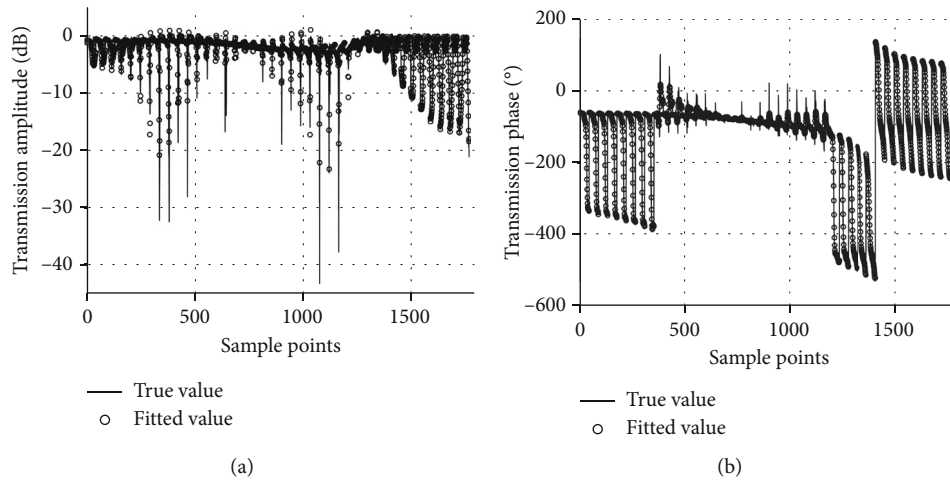 Transmission amplitude (dB)
0
−10
−20
−30
−40
0
500
1000
1500
Sample points
True value
Fitted value
(a)
Transmission phase (°)
200
0
−200
−400
−600
0
500
1000
1500
Sample points
True value
Fitted value
(b)